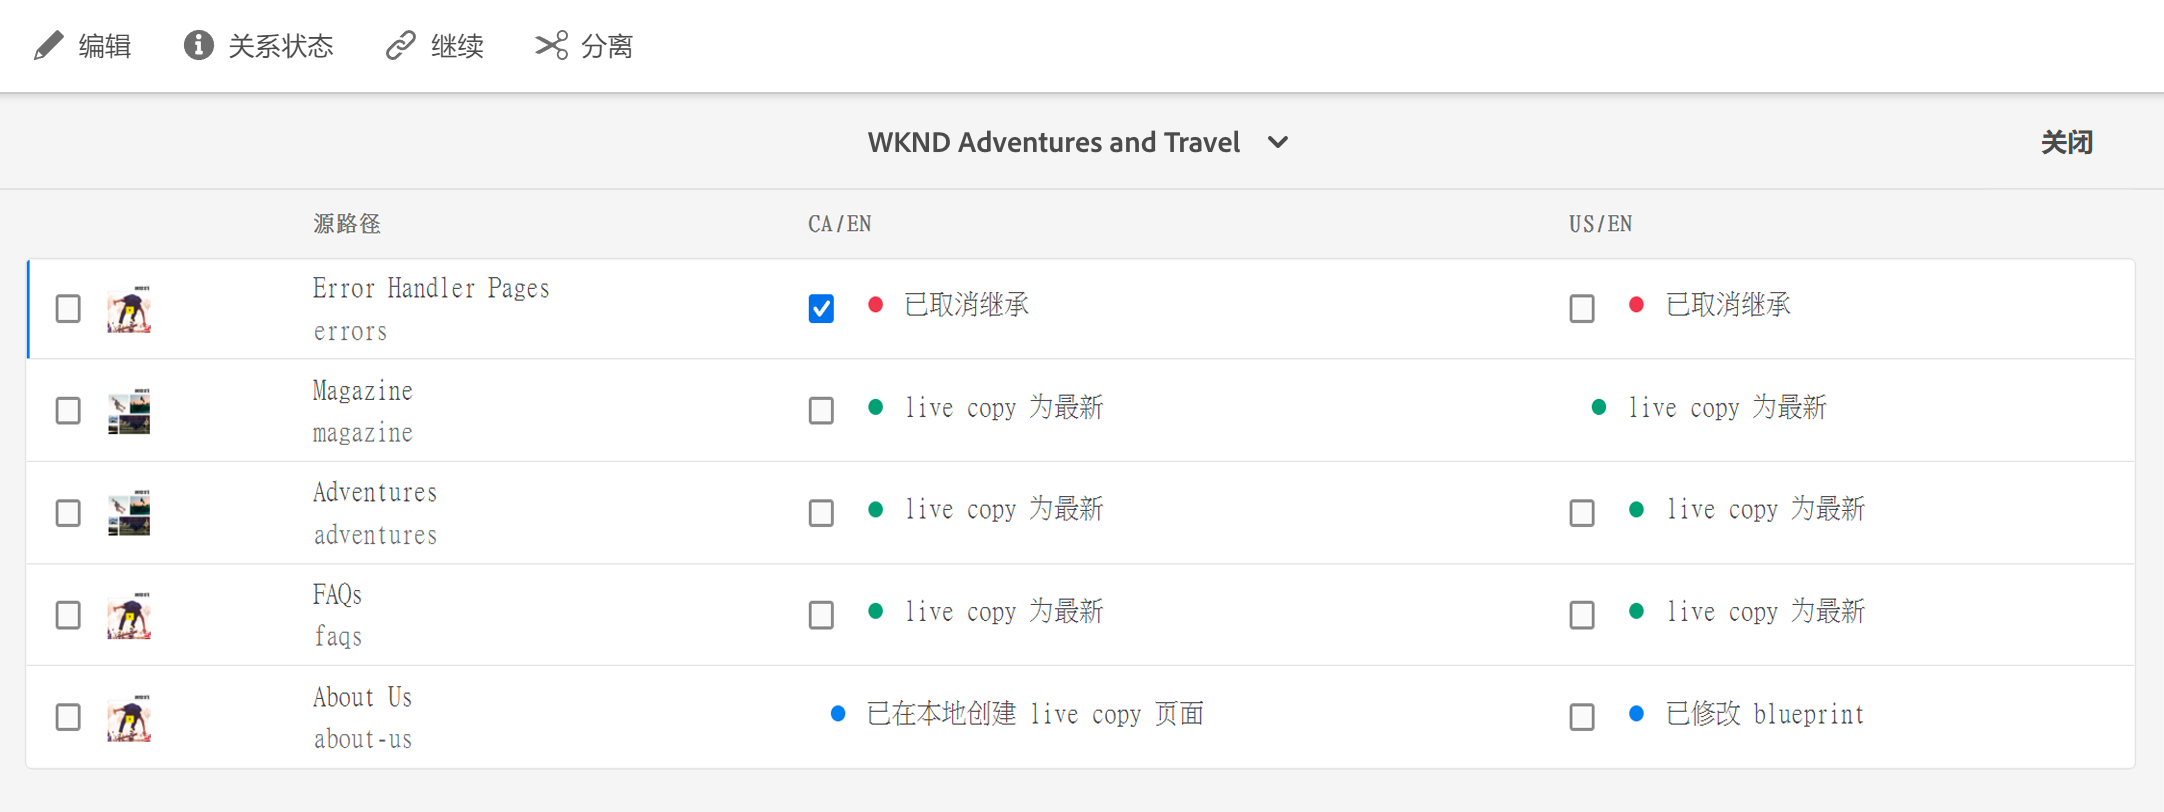 编辑 关系状态 继续 分离
WKND Adventures and Travel 关闭
源路径 CA/EN US/EN
Error Handler Pages
errors
已取消继承 已取消继承
Magazine
magazine
live copy 为最新 live copy 为最新
Adventures
adventures
live copy 为最新 live copy 为最新
FAQs
faqs
live copy 为最新 live copy 为最新
About Us
about-us
已在本地创建 live copy 页面 已修改 blueprint